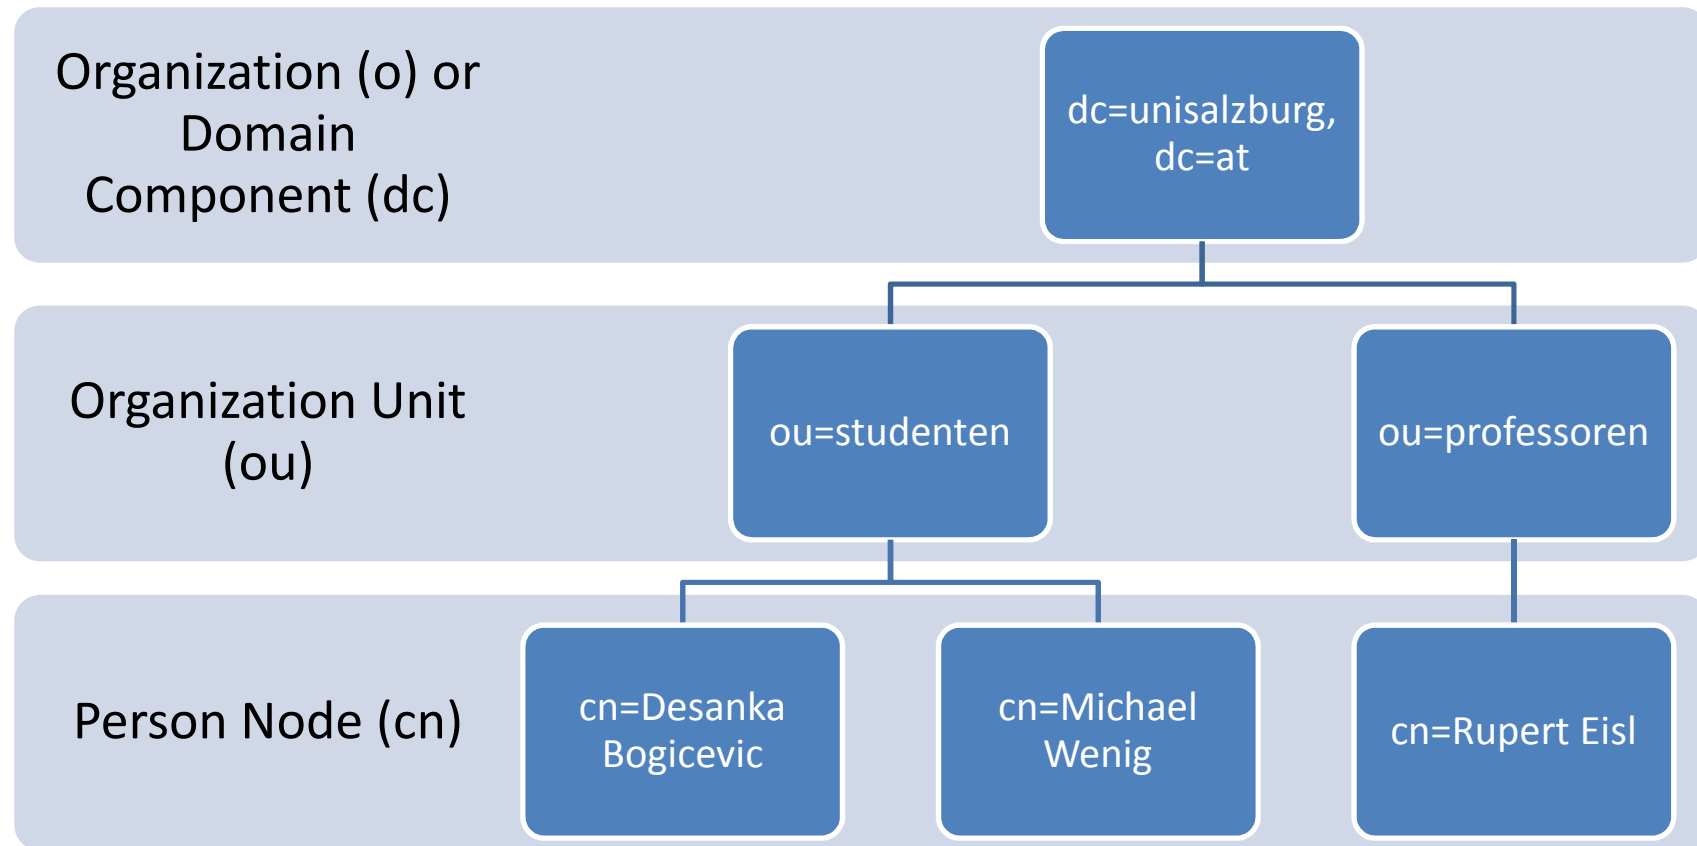 Organization (o) or
Domain
Component (dc)
dc=unisalzburg,
dc=at
Organization Unit
(ou)
ou=studenten
ou=professoren
Person Node (cn)
cn=Desanka
Bogicevic
cn=Michael
Wenig
cn=Rupert Eisl